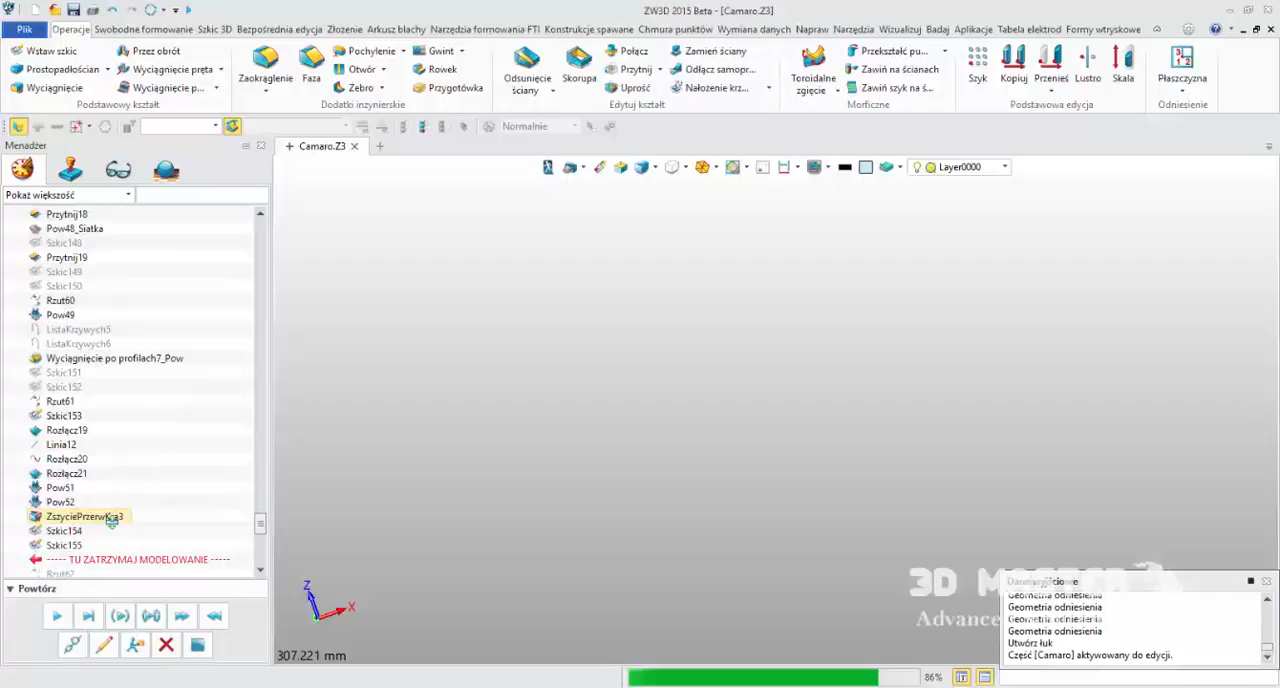 ZW3D 2015 Beta - [Camaro.Z3]
Plik Operacje Swobodne formowanie Szkic 3D Bezpośrednia edycja Złożenie Arkusz blachy Narzędzia formowania FTI Konstrukcje spawane Chmura punktów Wymiana danych Napraw Narzędzia Wizualizuj Badaj Aplikacje Tabela elektrod Formy wtryskowe
Wstaw szkic Przez obrót Pochylenie Gwint Połącz Zamień ściany Przekształć pu...
Prostopadłościan Wyciągnięcie pręta Otwór Rowek Przytnij Odłącz samopr... Zawiń na ścianach
Wyciągnięcie Wyciągnięcie p... Zaokrąglenie Faza Żebro Przygotówka Odsunięcie ściany Skorupa Uprość Nałożenie krz... Toroidalne zgięcie Zawiń szyk na ś... Szyk Kopiuj Przenieś Lustro Skala Płaszczyzna
Podstawowy kształt Dodatki inżynierskie Edytuj kształt Morficzne Podstawowa edycja Odniesienie
Normalnie
Menadżer
Camaro.Z3
Layer0000
Pokaż większość
Przytnij18
Pow48_Siatka
Szkic148
Przytnij19
Szkic149
Szkic150
Rzut60
Pow49
ListaKrzywych5
ListaKrzywych6
Wyciągnięcie po profilach7_Pow
Szkic151
Szkic152
Rzut61
Szkic153
Rozłącz19
Linia12
Rozłącz20
Rozłącz21
Pow51
Pow52
Szkic154
Szkic155
----- TU ZATRZYMAJ MODELOWANIE -----
Rzut62
Powtórz
Z
X
307.221 mm
3D
Advance
Geometria odniesienia
Geometria odniesienia
Geometria odniesienia
Geometria odniesienia
Utwórz łuk
Część [Camaro] aktywowany do edycji.
86%